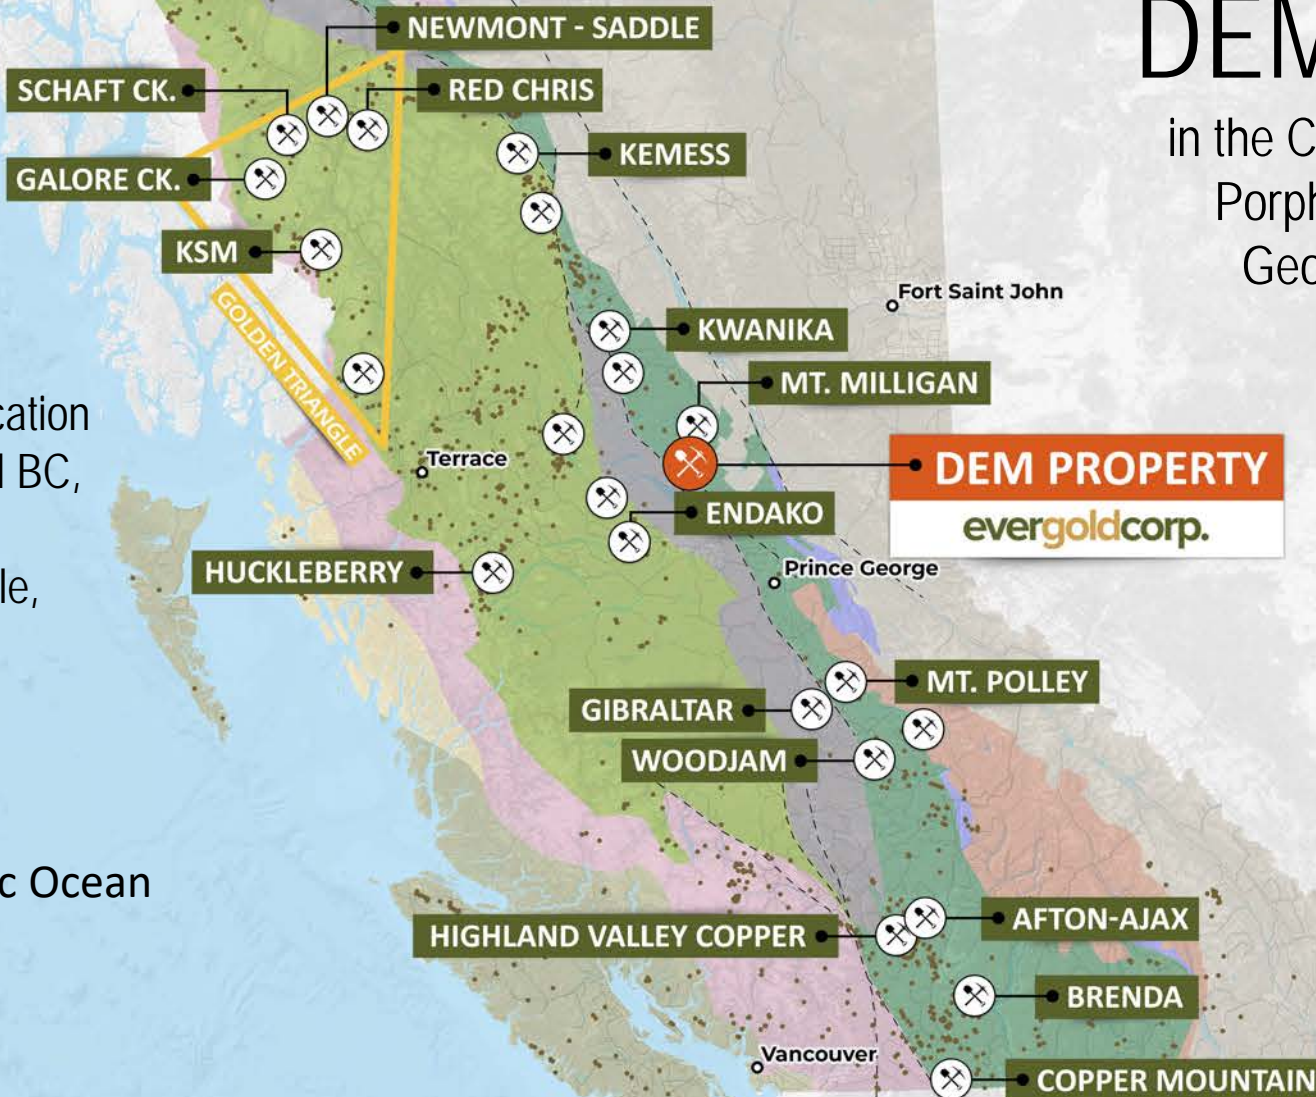 DEM
in the C
Porph
Geo
NEWMONT - SADDLE
SCHAFT CK.
RED CHRIS
KEMESS
GALORE CK.
KSM
GOLDEN TRIANGLE
Fort Saint John
KWANIKA
MT. MILLIGAN
cation
BC,
le,
Terrace
DEM PROPERTY
evergoldcorp.
ENDAKO
HUCKLEBERRY
Prince George
MT. POLLEY
GIBRALTAR
WOODJAM
c Ocean
HIGHLAND VALLEY COPPER
AFTON-AJAX
BRENDA
Vancouver
COPPER MOUNTAIN